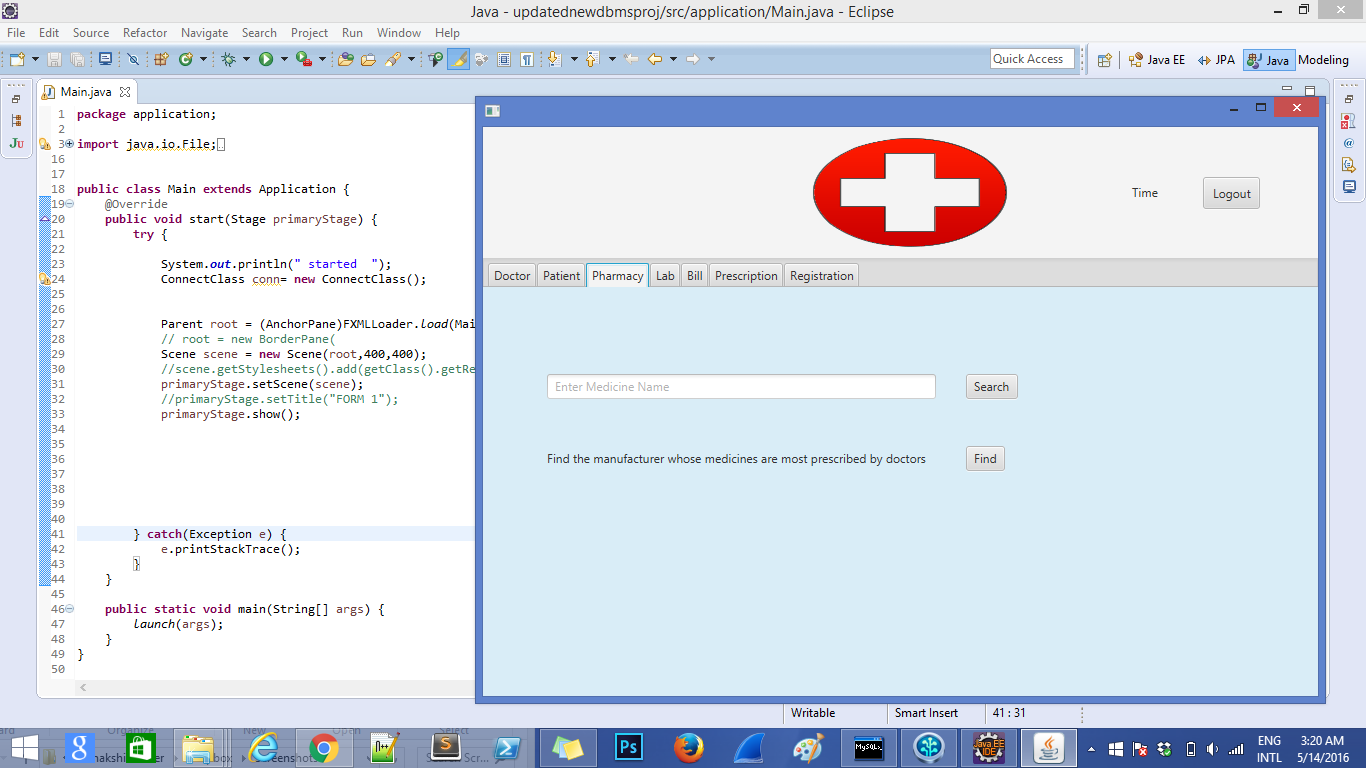 Java - updatednewdbmsproj/src/application/Main.java - Eclipse
File Edit Source Refactor Navigate Search Project Run Window Help
Quick Access Java EE JPA Java Modeling
Main.java
1 package application;
2
3 import java.io.File;
16
17
18 public class Main extends Application {
19 @Override
20 public void start(Stage primaryStage) {
21 try {
22
23 System.out.println(" started  ");
24 ConnectClass conn= new ConnectClass();
25
26
27 Parent root = (AnchorPane)FXMLLoader.load(Mai
28 // root = new BorderPane(
29 Scene scene = new Scene(root,400,400);
30 //scene.getStylesheets().add(getClass().getRe
31 primaryStage.setScene(scene);
32 //primaryStage.setTitle("FORM 1");
33 primaryStage.show();
34
35
36
37
38
39
40
41 } catch(Exception e) {
42 e.printStackTrace();
43 }
44 }
45
46 public static void main(String[] args) {
47 launch(args);
48 }
49 }
50
Time Logout
Doctor Patient Pharmacy Lab Bill Prescription Registration
Enter Medicine Name Search
Find the manufacturer whose medicines are most prescribed by doctors Find
Writable Smart Insert 41 : 31
ENG 3:20 AM
INTL 5/14/2016